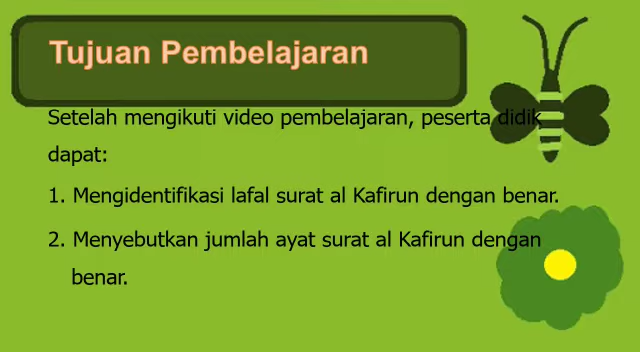 Tujuan Pembelajaran
Setelah mengikuti video pembelajaran, peserta didik
dapat:
1. Mengidentifikasi lafal surat al Kafirun dengan benar.
2. Menyebutkan jumlah ayat surat al Kafirun dengan
benar.